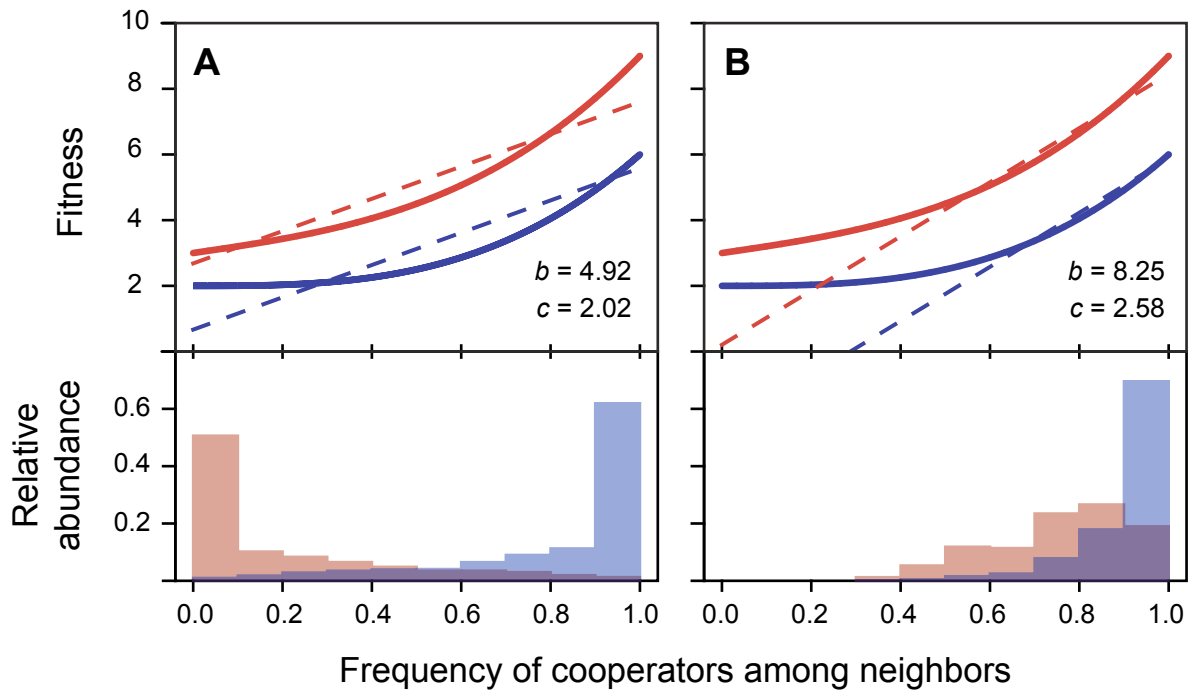 A
B
Fitness
10
8
6
4
2
b = 4.92
c = 2.02
b = 8.25
c = 2.58
Relative
abundance
0.6
0.4
0.2
0.0 0.2 0.4 0.6 0.8 1.0
0.0 0.2 0.4 0.6 0.8 1.0
Frequency of cooperators among neighbors